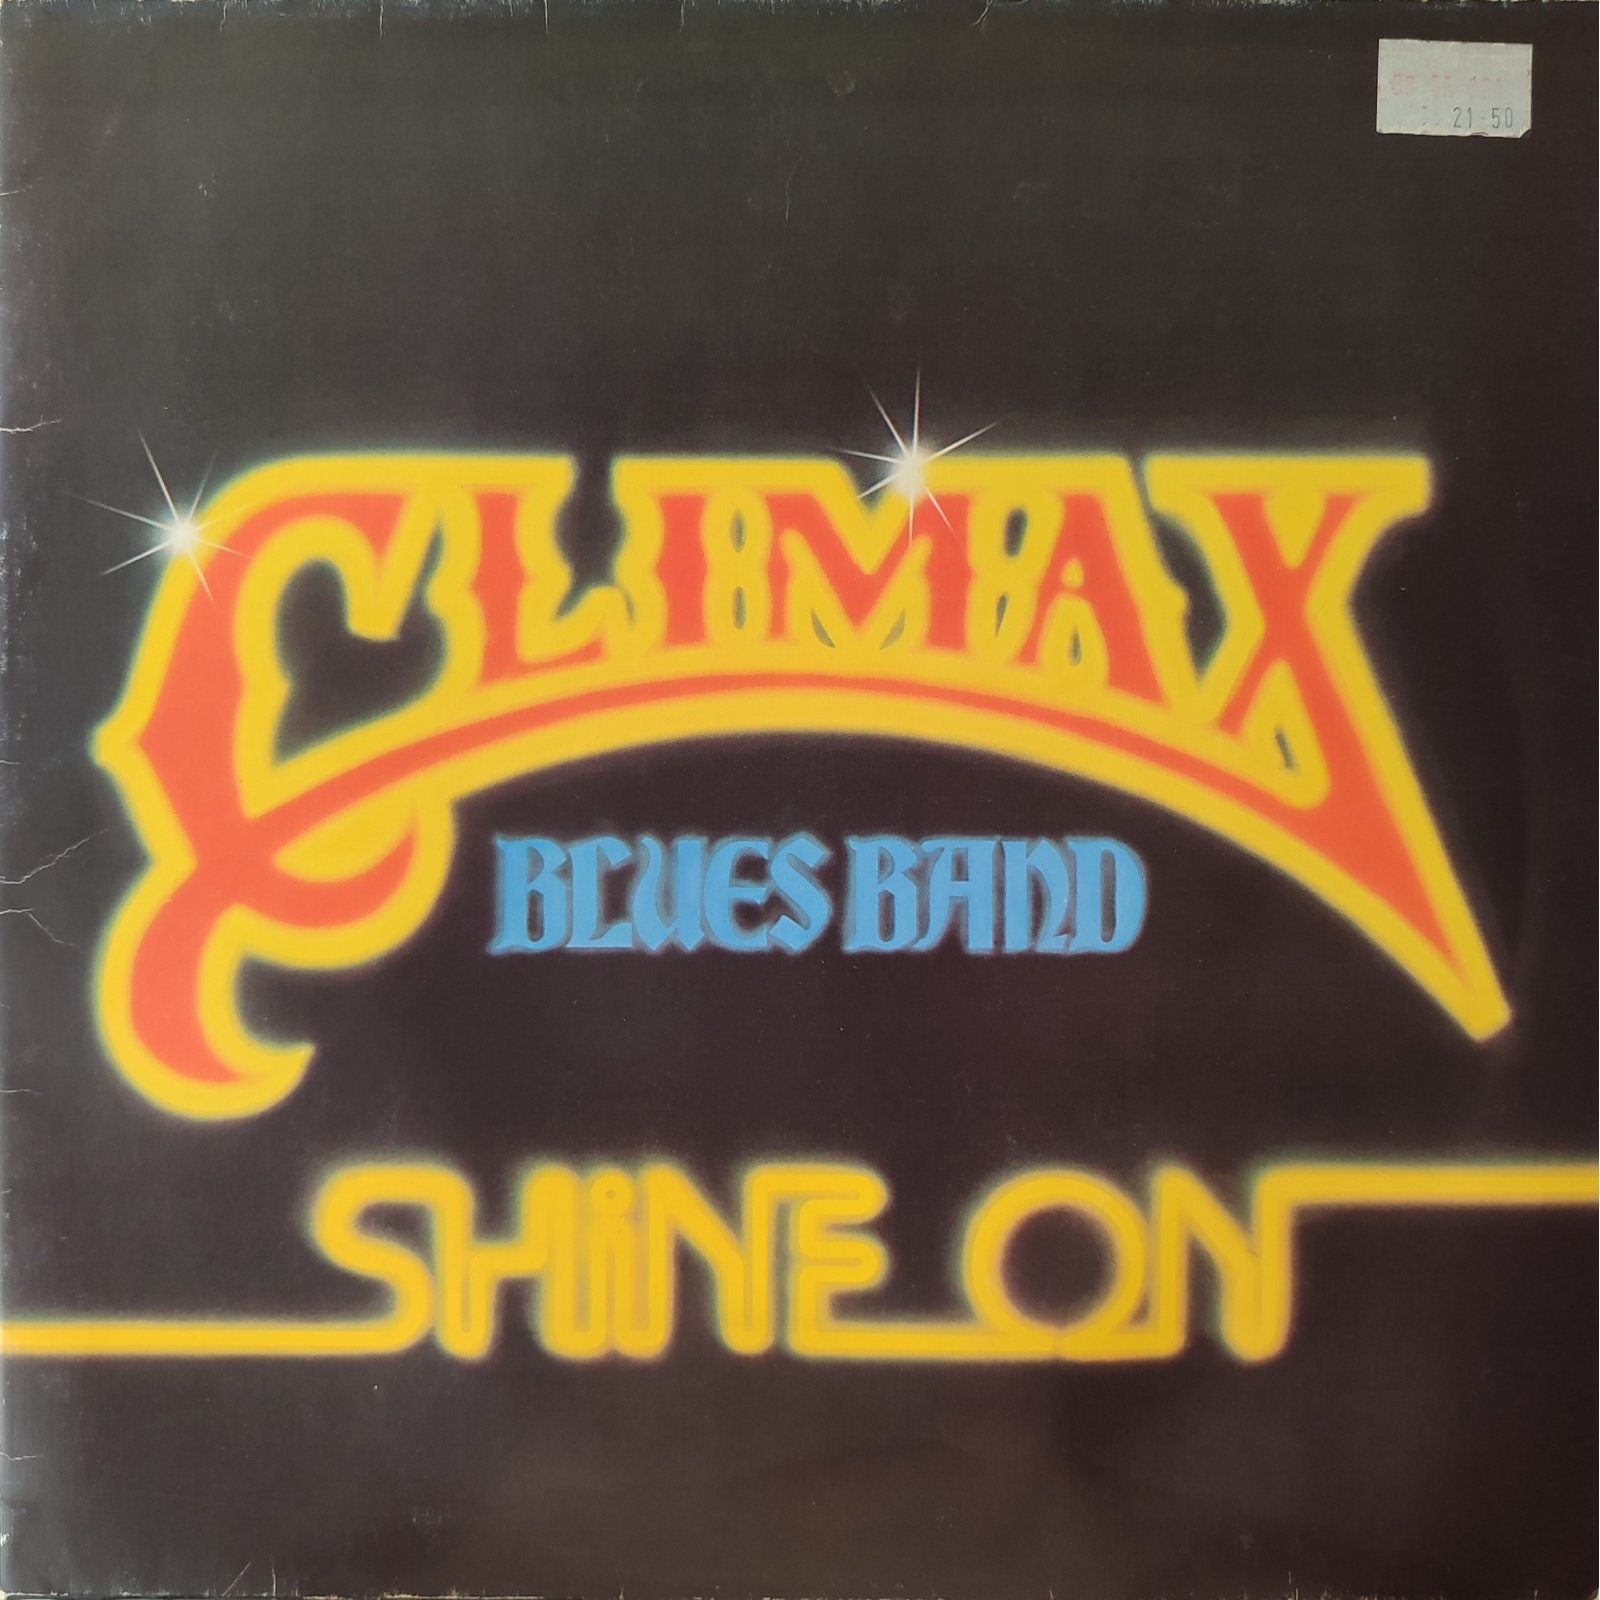 21-50
CLIMAX
BLUES BAND
SHiNE ON